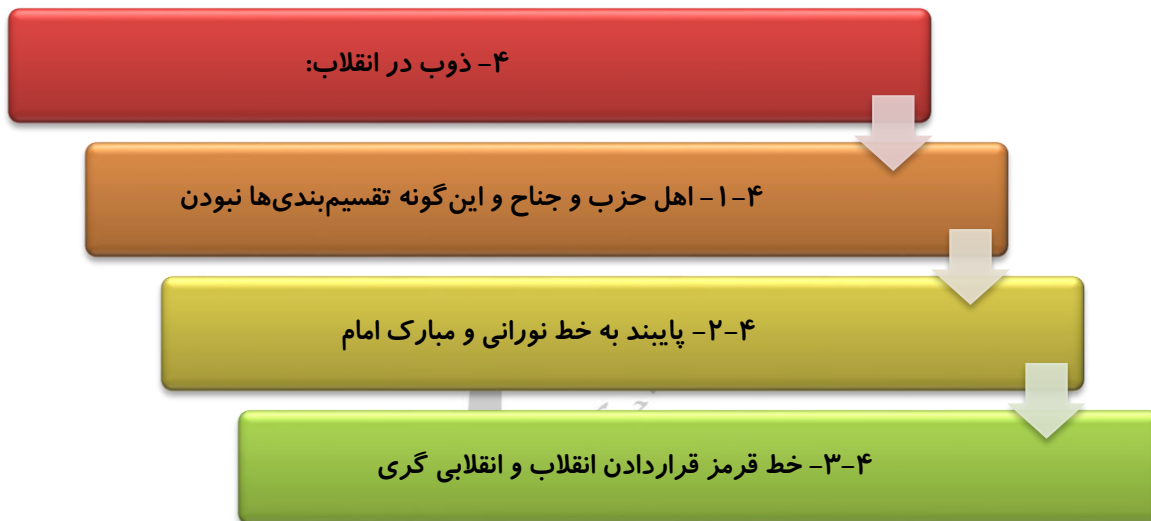 ۴- ذوب در انقلاب:
۴-۱- اهل حزب و جناح و این‌گونه تقسیم‌بندی‌ها نبودن
۴-۲- پایبند به خط نورانی و مبارک امام
۴-۳- خط قرمز قراردادن انقلاب و انقلابی گری